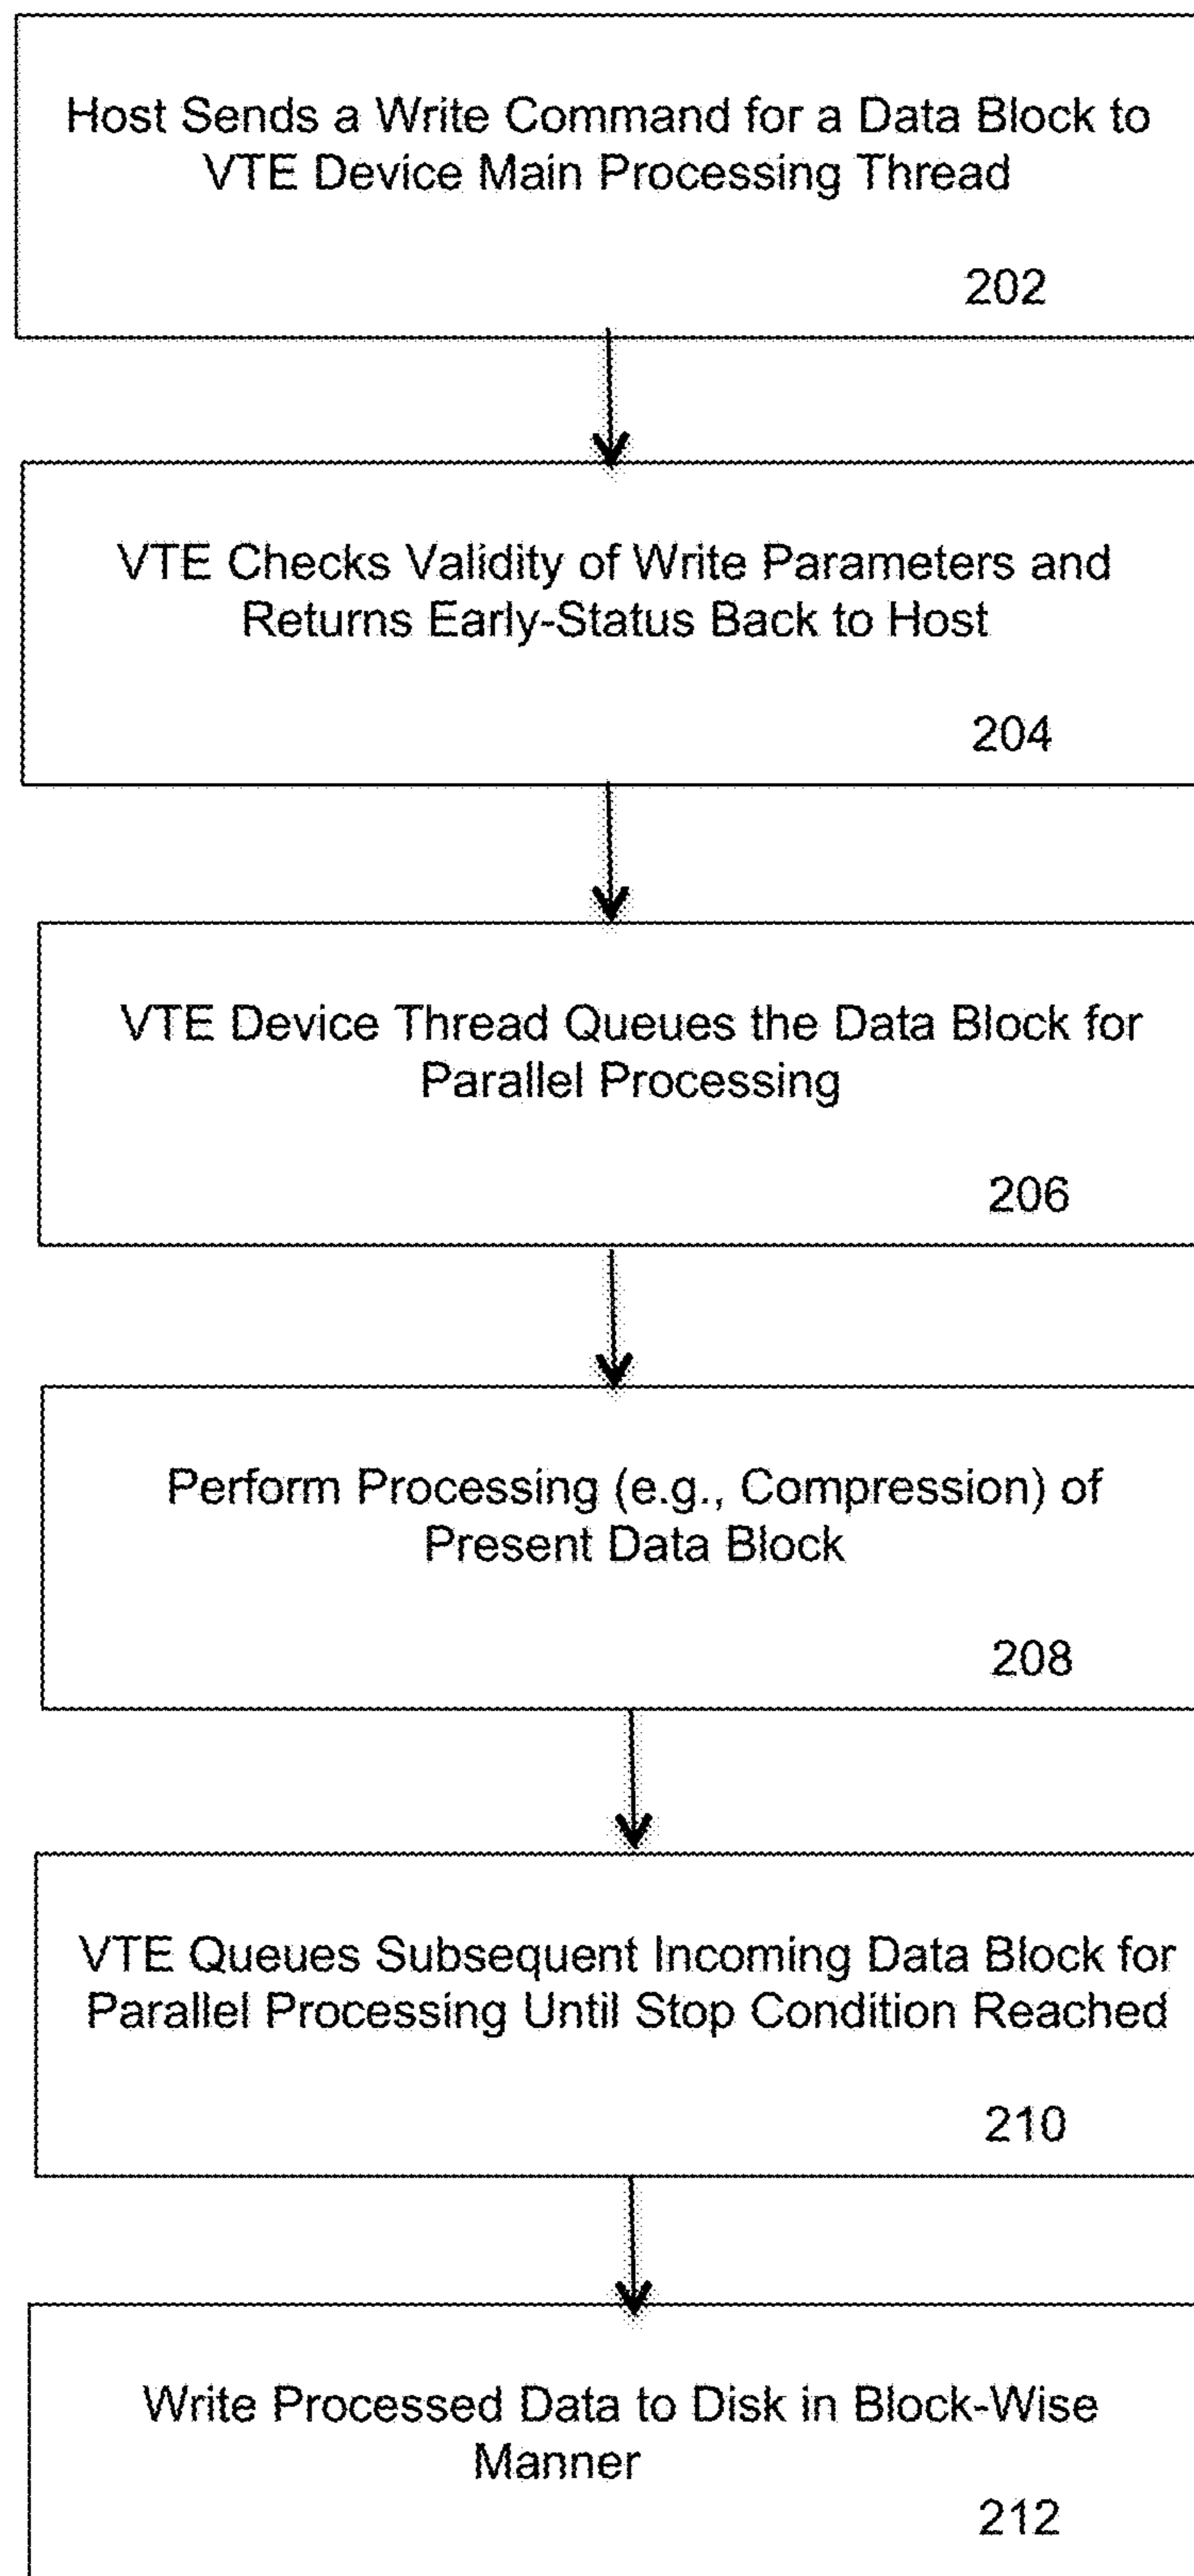 Host Sends a Write Command for a Data Block to
VTE Device Main Processing Thread
202
VTE Checks Validity of Write Parameters and
Returns Early-Status Back to Host
204
VTE Device Thread Queues the Data Block for
Parallel Processing
206
Perform Processing (e.g., Compression) of
Present Data Block
208
VTE Queues Subsequent Incoming Data Block for
Parallel Processing Until Stop Condition Reached
210
Write Processed Data to Disk in Block-Wise
Manner
212